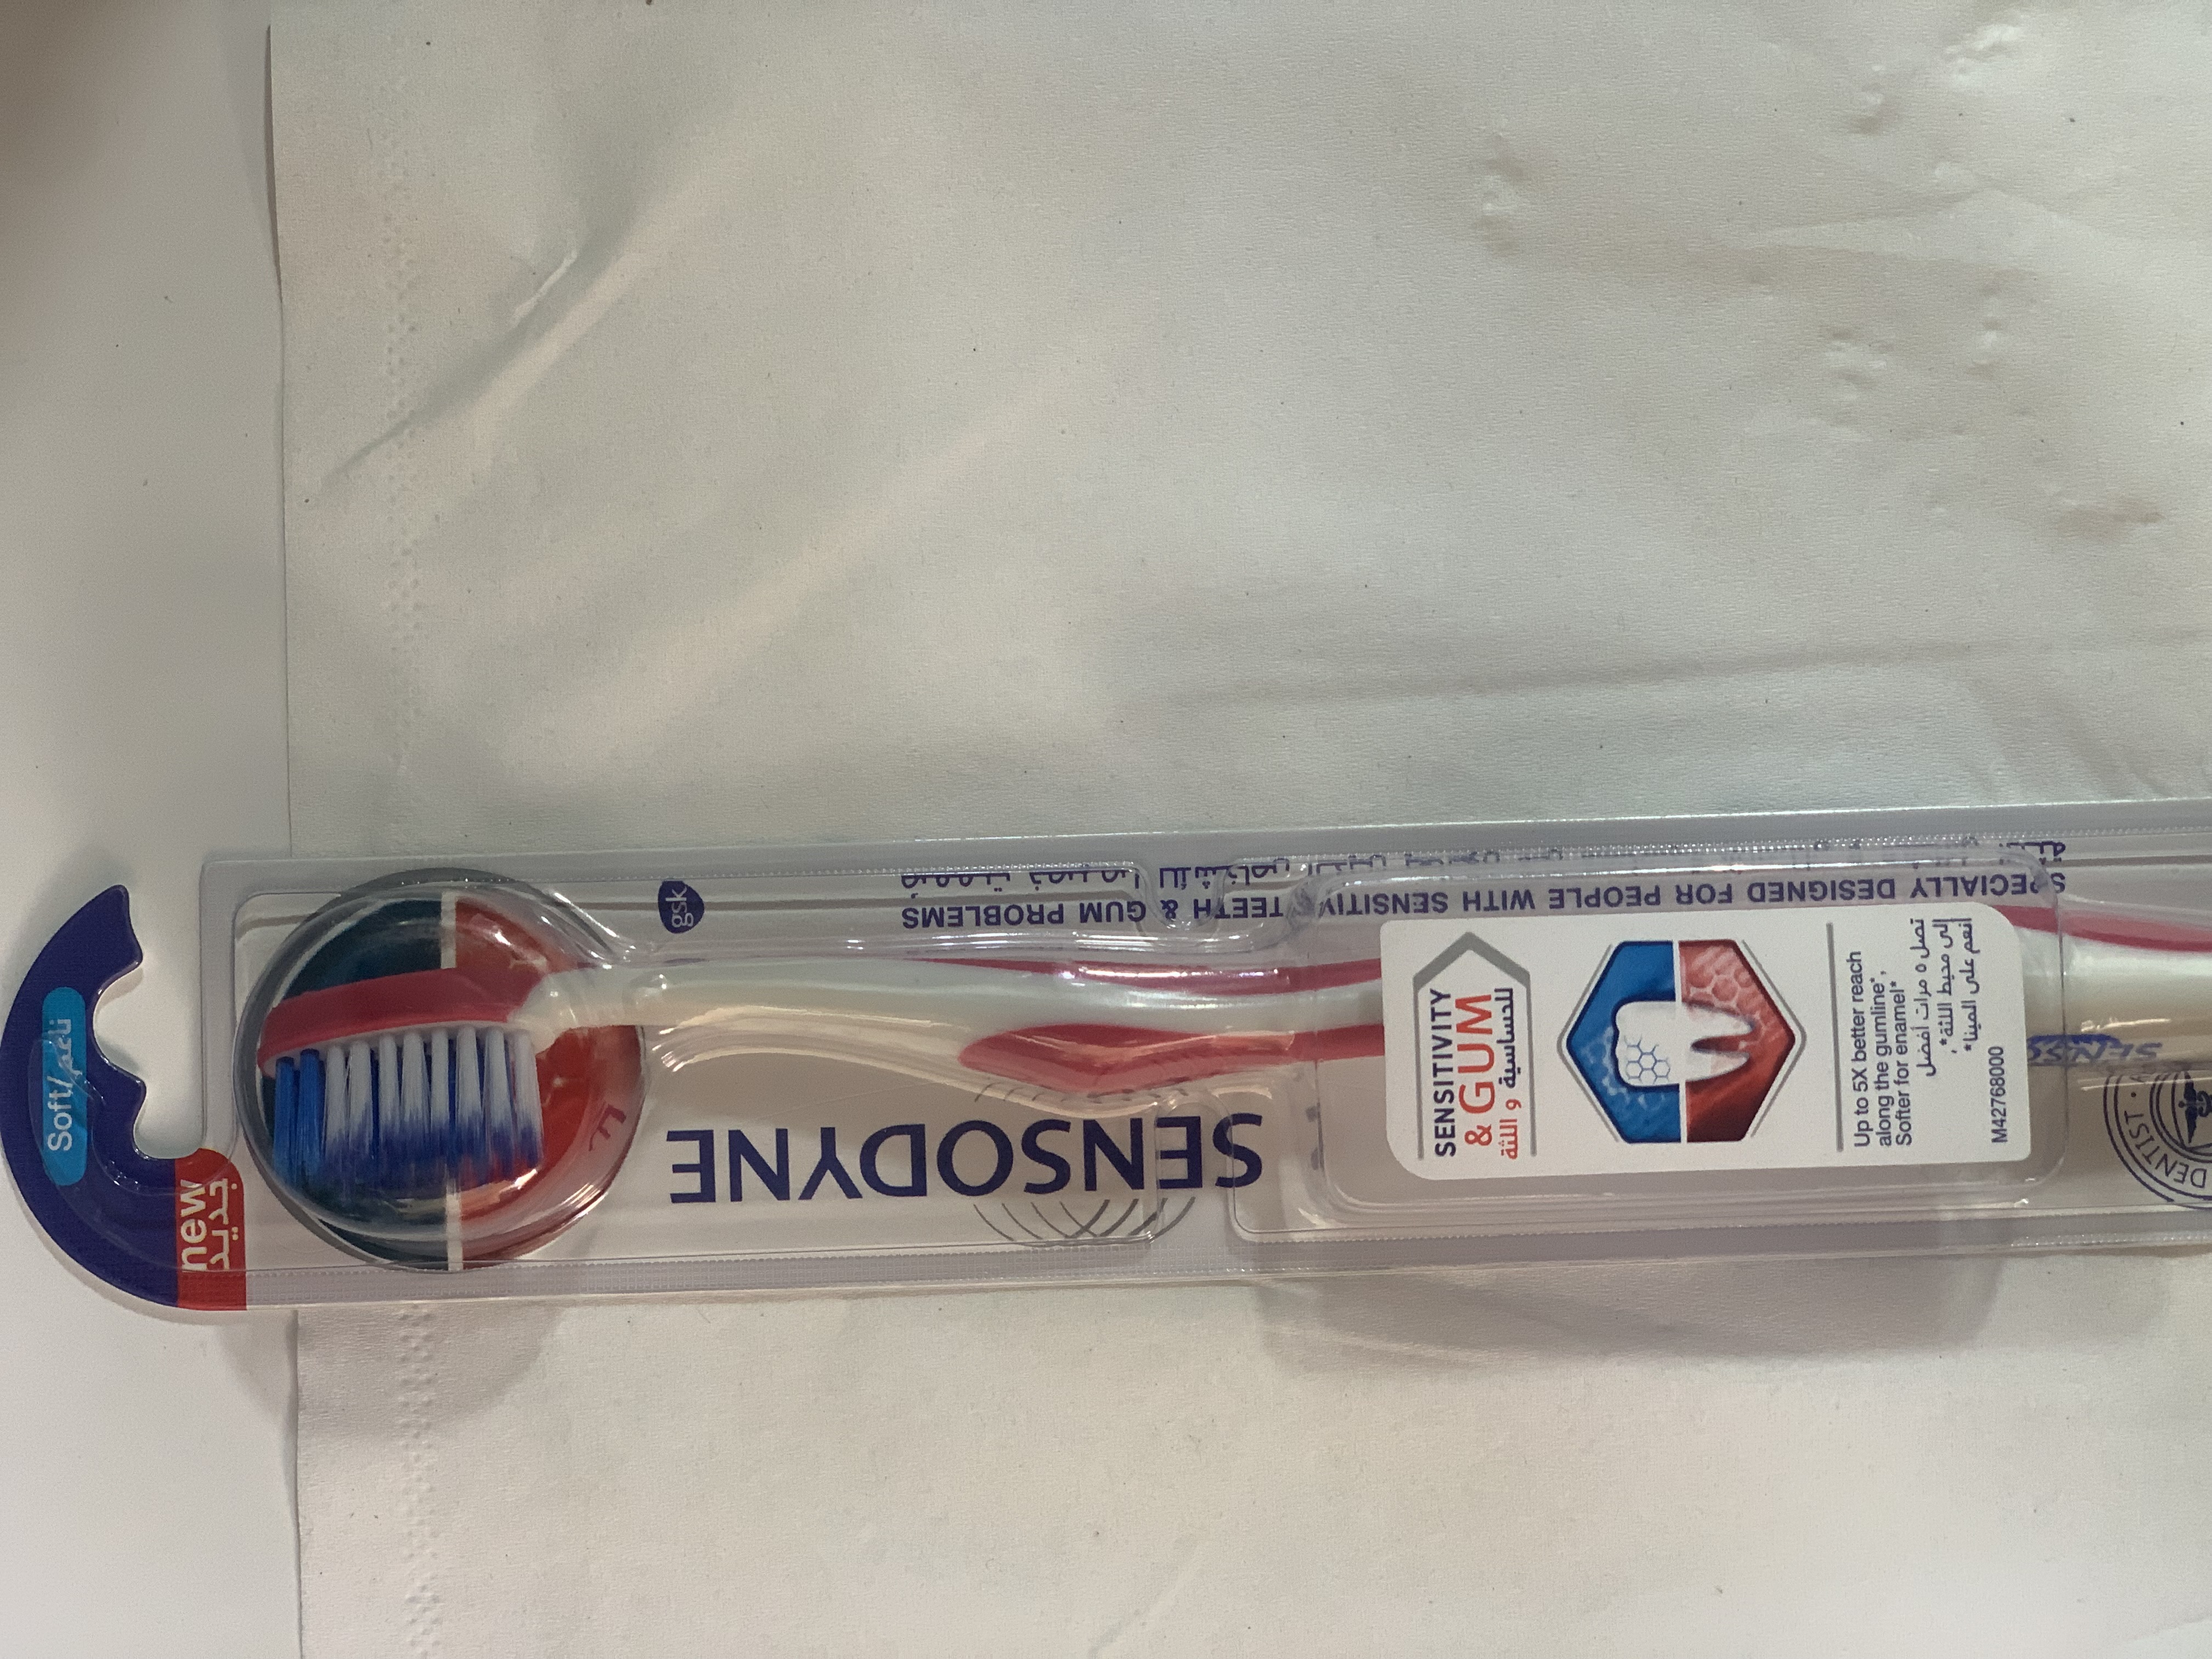 Soft/ناعم
new
جديد
gsk
SENSODYNE
SPECIALLY DESIGNED FOR PEOPLE WITH SENSITIVE TEETH & GUM PROBLEMS
SENSITIVITY
& GUM
للحساسية و اللثة
Up to 5X better reach
along the gumline*,
Softer for enamel*
تصل ٥ مرات أفضل
إلى محيط اللثة*،
أنعم على المينا*
M42768000
DENTIST